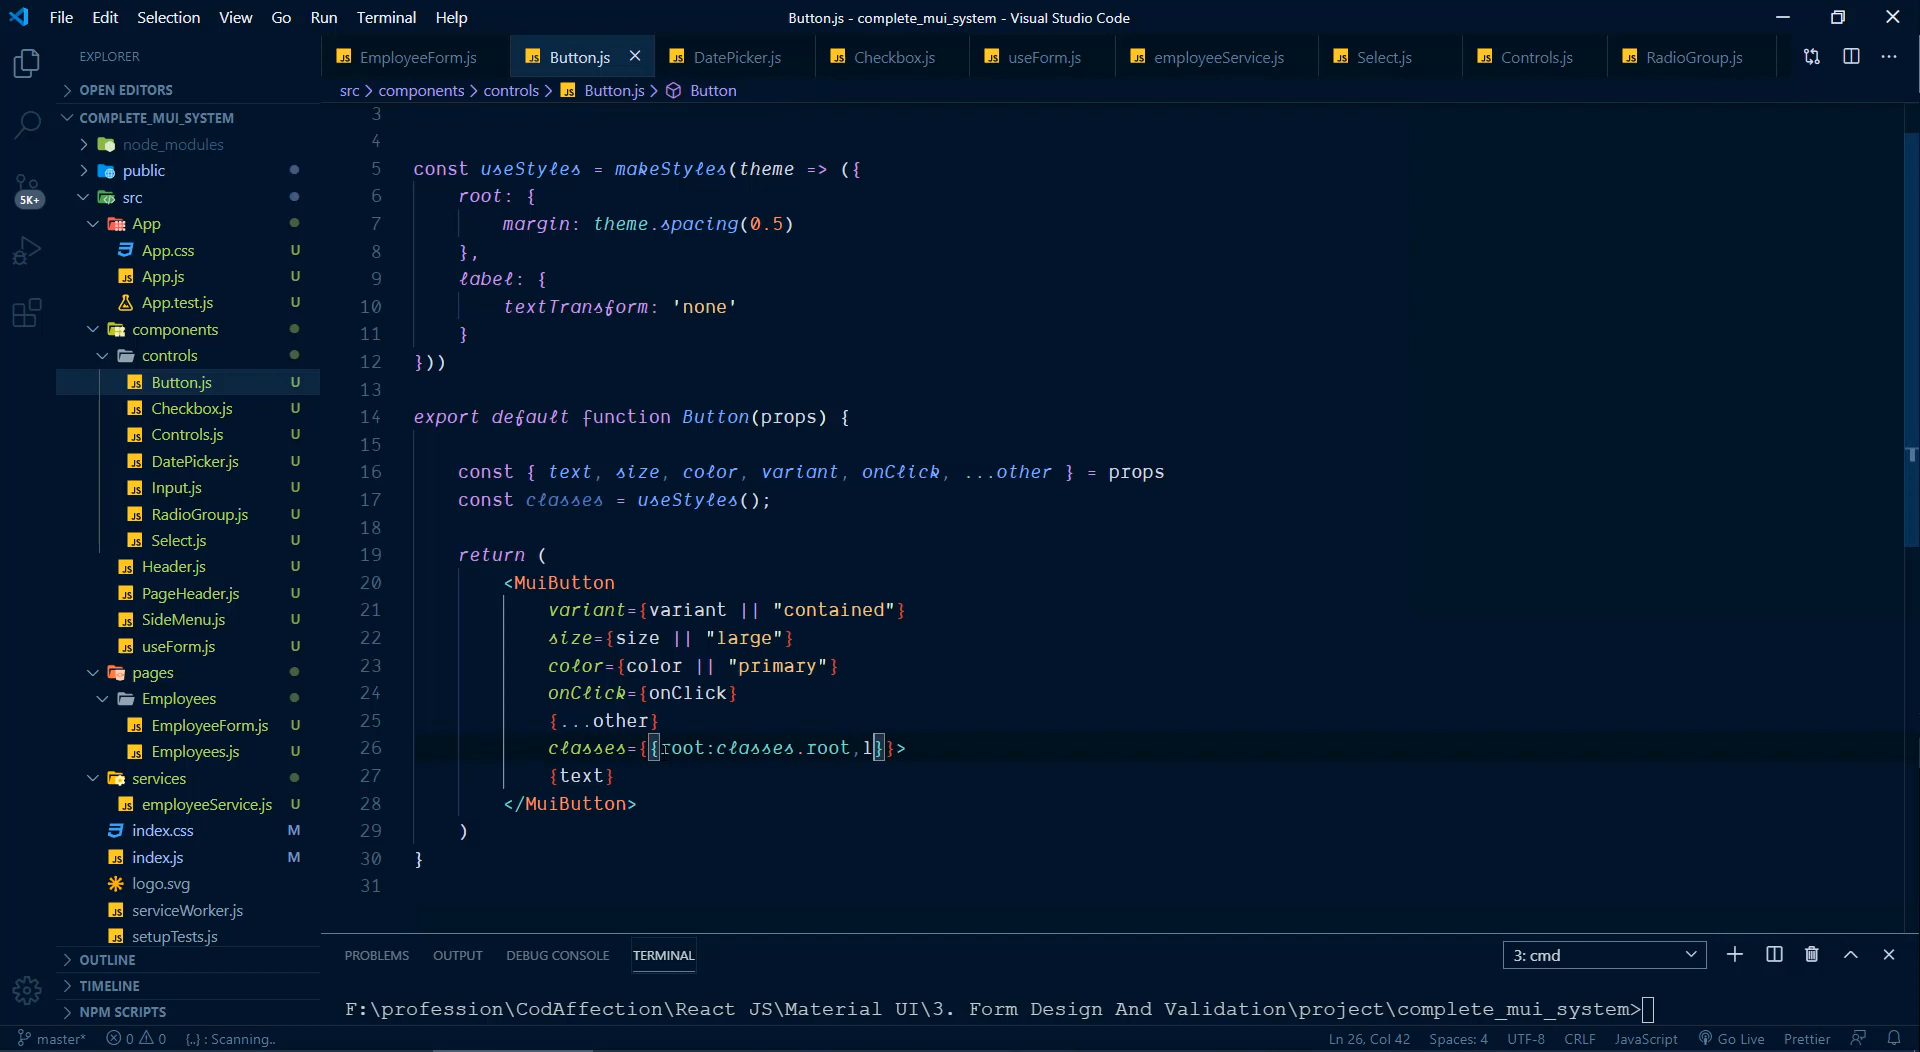 File Edit Selection View Go Run Terminal Help
Button.js - complete_mui_system - Visual Studio Code
EXPLORER
EmployeeForm.js Button.js DatePicker.js Checkbox.js useForm.js employeeService.js Select.js Controls.js RadioGroup.js
OPEN EDITORS
src > components > controls > Button.js > Button
COMPLETE_MUI_SYSTEM
node_modules
public
src
App
App.css U
App.js U
App.test.js U
components
controls
Button.js U
Checkbox.js U
Controls.js U
DatePicker.js U
Input.js U
RadioGroup.js U
Select.js U
Header.js U
PageHeader.js U
SideMenu.js U
useForm.js U
pages
Employees
EmployeeForm.js U
Employees.js U
services
employeeService.js U
index.css M
index.js M
logo.svg
serviceWorker.js
setupTests.js
OUTLINE
TIMELINE
NPM SCRIPTS
5K+
3
4
5 const useStyles = makeStyles(theme => ({
6 root: {
7 margin: theme.spacing(0.5)
8 },
9 label: {
10 textTransform: 'none'
11 }
12 }))
13
14 export default function Button(props) {
15
16 const { text, size, color, variant, onClick, ...other } = props
17 const classes = useStyles();
18
19 return (
20 <MuiButton
21 variant={variant || "contained"}
22 size={size || "large"}
23 color={color || "primary"}
24 onClick={onClick}
25 {...other}
26 classes={{root:classes.root,l}}>
27 {text}
28 </MuiButton>
29 )
30 }
31
PROBLEMS OUTPUT DEBUG CONSOLE TERMINAL 3: cmd
F:\profession\CodAffection\React JS\Material UI\3. Form Design And Validation\project\complete_mui_system>
master* 0 0 {..} : Scanning.. Ln 26, Col 42 Spaces: 4 UTF-8 CRLF JavaScript Go Live Prettier